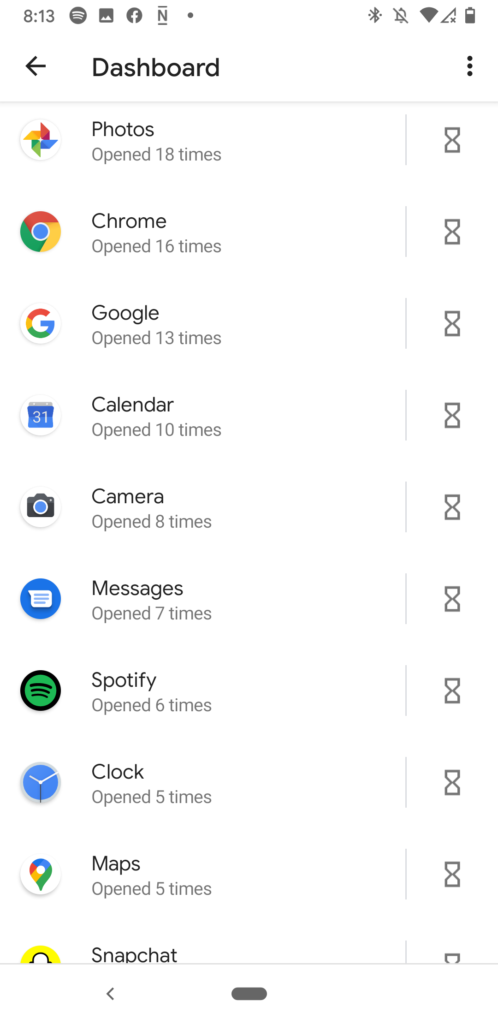 8:13
Dashboard
Photos
Opened 18 times
Chrome
Opened 16 times
Google
Opened 13 times
Calendar
Opened 10 times
31
Camera
Opened 8 times
Messages
Opened 7 times
Spotify
Opened 6 times
Clock
Opened 5 times
Maps
Opened 5 times
Snapchat